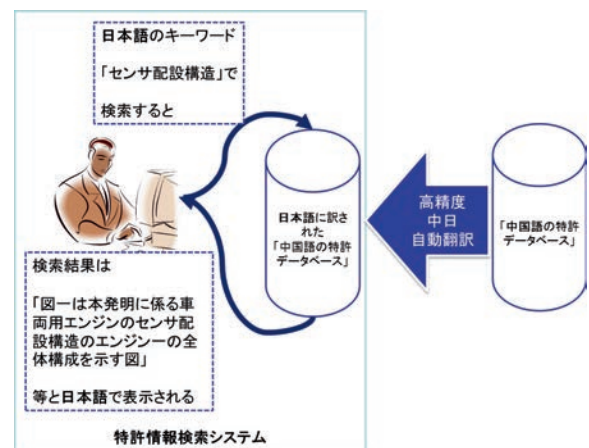 日本語のキーワード
「センサ配設構造」で
検索すると
日本語に訳さ
れた
「中国語の特許
データベース」
高精度
中日
自動翻訳
「中国語の特許
データベース」
検索結果は
「図一は本発明に係る車
両用エンジンのセンサ配
設構造のエンジンーの全
体構成を示す図」
等と日本語で表示される
特許情報検索システム